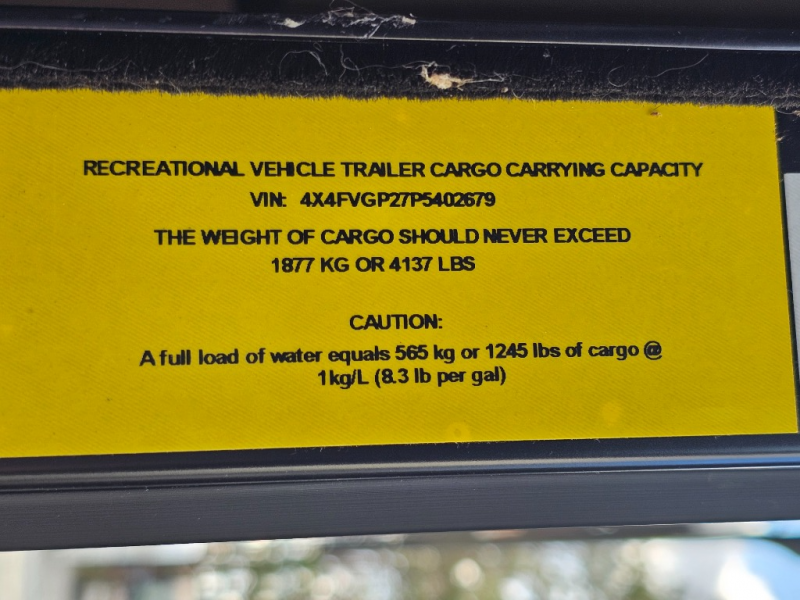 RECREATIONAL VEHICLE TRAILER CARGO CARRYING CAPACITY
VIN: 4X4FVGP27P5402679
THE WEIGHT OF CARGO SHOULD NEVER EXCEED
1877 KG OR 4137 LBS
CAUTION:
A full load of water equals 565 kg or 1245 lbs of cargo @
1kg/L (8.3 lb per gal)